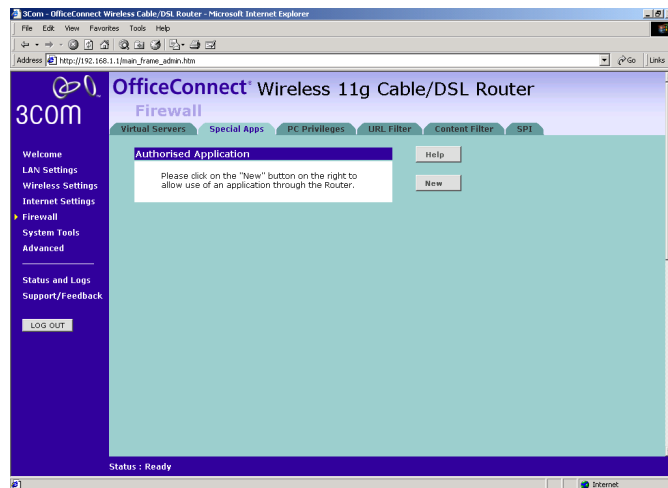 3Com - OfficeConnect Wireless Cable/DSL Router - Microsoft Internet Explorer
File Edit View Favorites Tools Help
Address http://192.168.1.1/main_frame_admin.htm Go Links
3COM
OfficeConnect® Wireless 11g Cable/DSL Router
Firewall
Virtual Servers Special Apps PC Privileges URL Filter Content Filter SPI
Welcome
LAN Settings
Wireless Settings
Internet Settings
Firewall
System Tools
Advanced
Status and Logs
Support/Feedback
LOG OUT
Authorised Application
Please click on the "New" button on the right to
allow use of an application through the Router.
Help
New
Status : Ready
Internet